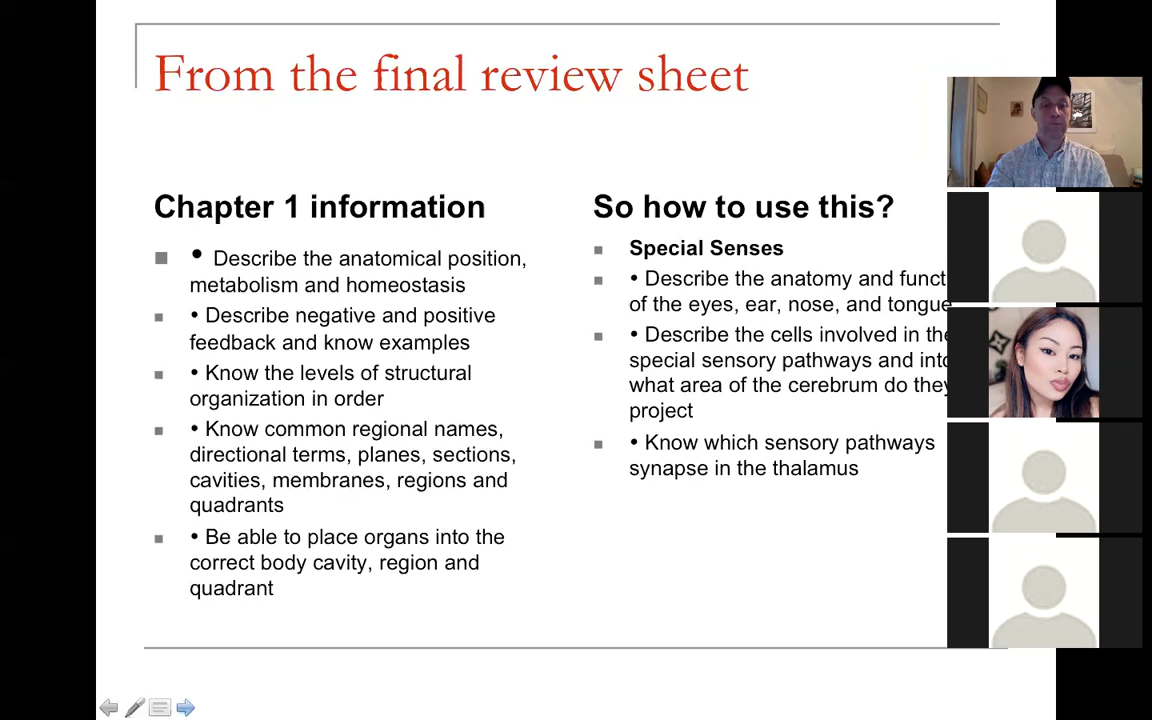 From the final review sheet
Chapter 1 information
• Describe the anatomical position,
metabolism and homeostasis
• Describe negative and positive
feedback and know examples
• Know the levels of structural
organization in order
• Know common regional names,
directional terms, planes, sections,
cavities, membranes, regions and
quadrants
• Be able to place organs into the
correct body cavity, region and
quadrant
So how to use this?
Special Senses
• Describe the anatomy and funct
of the eyes, ear, nose, and tongue
• Describe the cells involved in the
special sensory pathways and into
what area of the cerebrum do they
project
• Know which sensory pathways
synapse in the thalamus